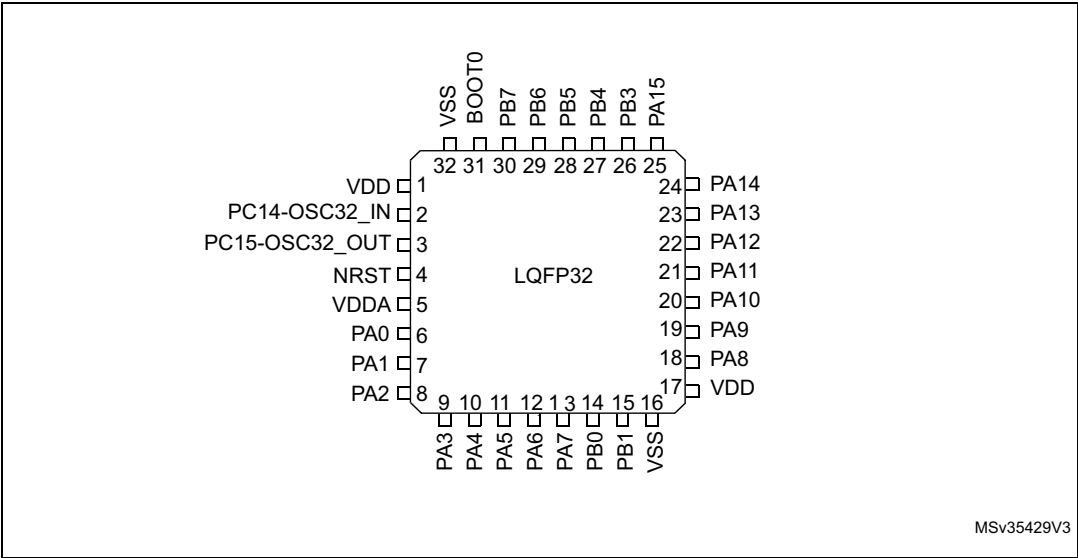 VSS
BOOT0
PB7
PB6
PB5
PB4
PB3
PA15
32 31 30 29 28 27 26 25
VDD 1
PC14-OSC32_IN 2
PC15-OSC32_OUT 3
NRST 4
VDDA 5
PA0 6
PA1 7
PA2 8
LQFP32
24 PA14
23 PA13
22 PA12
21 PA11
20 PA10
19 PA9
18 PA8
17 VDD
9 10 11 12 13 14 15 16
PA3
PA4
PA5
PA6
PA7
PB0
PB1
VSS
MSv35429V3